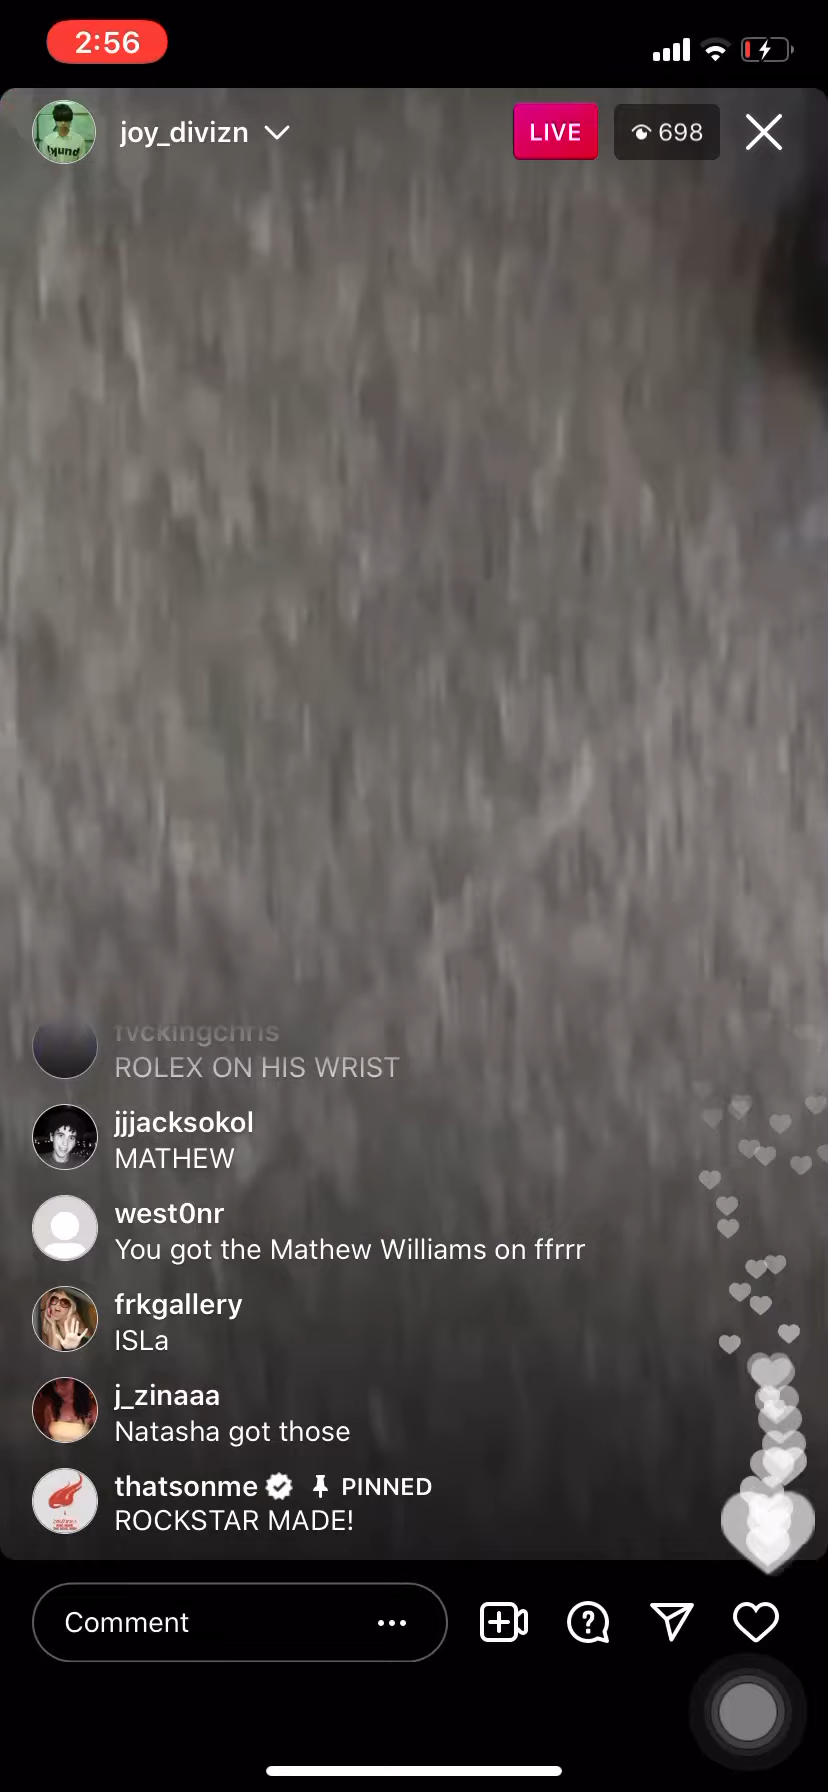 2:56
joy_divizn
LIVE
698
fvckingchris
ROLEX ON HIS WRIST
jjjacksokol
MATHEW
west0nr
You got the Mathew Williams on ffrrr
frkgallery
ISLa
j_zinaaa
Natasha got those
thatsonme PINNED
ROCKSTAR MADE!
Comment